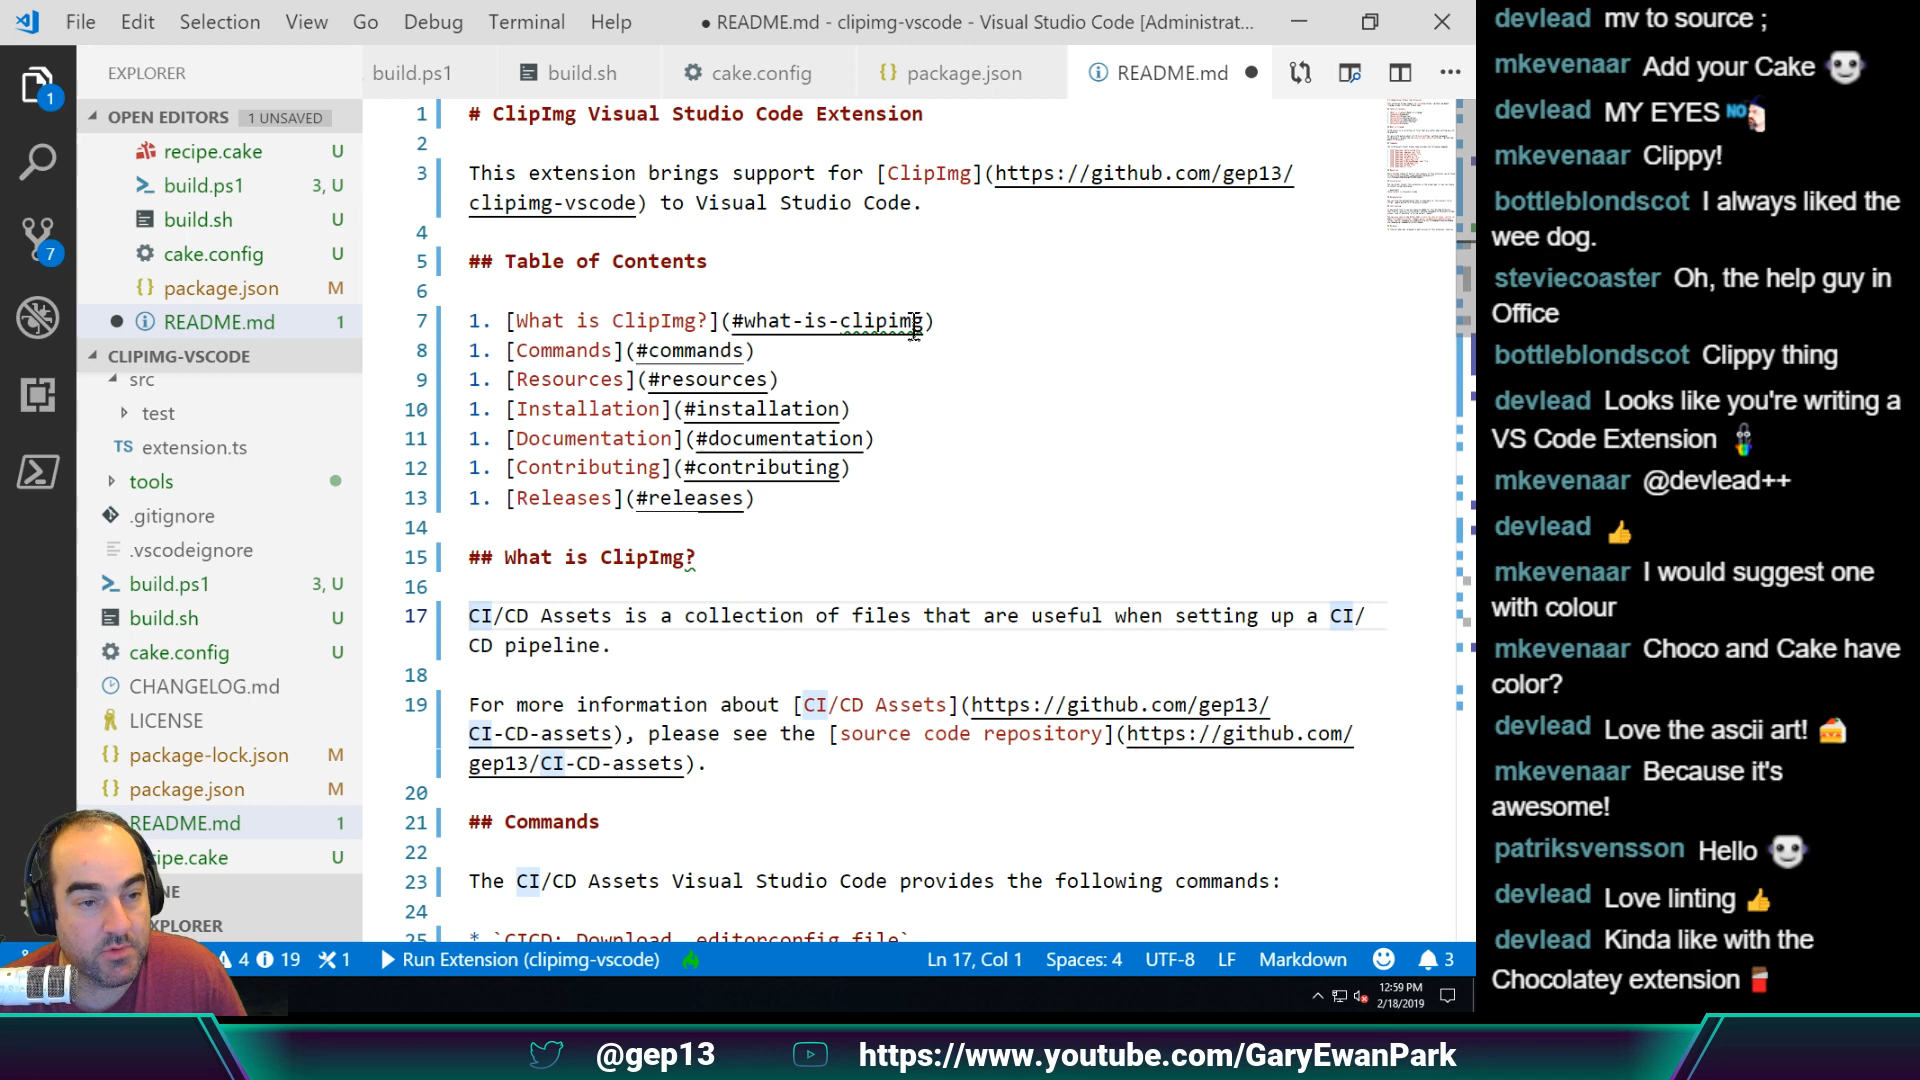 File Edit Selection View Go Debug Terminal Help ● README.md - clipimg-vscode - Visual Studio Code [Administrat...
EXPLORER
build.ps1 build.sh cake.config {} package.json README.md
OPEN EDITORS 1 UNSAVED
recipe.cake U
build.ps1 3, U
build.sh U
cake.config U
{} package.json M
README.md 1
CLIPIMG-VSCODE
src
test
TS extension.ts
tools
.gitignore
.vscodeignore
build.ps1 3, U
build.sh U
cake.config U
CHANGELOG.md
LICENSE
{} package-lock.json M
{} package.json M
README.md 1
ipe.cake U
NE
XPLORER
1
7
1 # ClipImg Visual Studio Code Extension
2
3 This extension brings support for [ClipImg](https://github.com/gep13/
clipimg-vscode) to Visual Studio Code.
4
5 ## Table of Contents
6
7 1. [What is ClipImg?](#what-is-clipimg)
8 1. [Commands](#commands)
9 1. [Resources](#resources)
10 1. [Installation](#installation)
11 1. [Documentation](#documentation)
12 1. [Contributing](#contributing)
13 1. [Releases](#releases)
14
15 ## What is ClipImg?
16
17 CI/CD Assets is a collection of files that are useful when setting up a CI/
CD pipeline.
18
19 For more information about [CI/CD Assets](https://github.com/gep13/
CI-CD-assets), please see the [source code repository](https://github.com/
gep13/CI-CD-assets).
20
21 ## Commands
22
23 The CI/CD Assets Visual Studio Code provides the following commands:
24
25 * `CICD: Download .editorconfig file`
4 19 1 Run Extension (clipimg-vscode) Ln 17, Col 1 Spaces: 4 UTF-8 LF Markdown 3
12:59 PM
2/18/2019
devlead mv to source ;
mkevenaar Add your Cake
devlead MY EYES NO
mkevenaar Clippy!
bottleblondscot I always liked the
wee dog.
steviecoaster Oh, the help guy in
Office
bottleblondscot Clippy thing
devlead Looks like you're writing a
VS Code Extension
mkevenaar @devlead++
devlead 👍
mkevenaar I would suggest one
with colour
mkevenaar Choco and Cake have
color?
devlead Love the ascii art! 🍰
mkevenaar Because it's
awesome!
patriksvensson Hello
devlead Love linting 👍
devlead Kinda like with the
Chocolatey extension 🍫
@gep13 https://www.youtube.com/GaryEwanPark